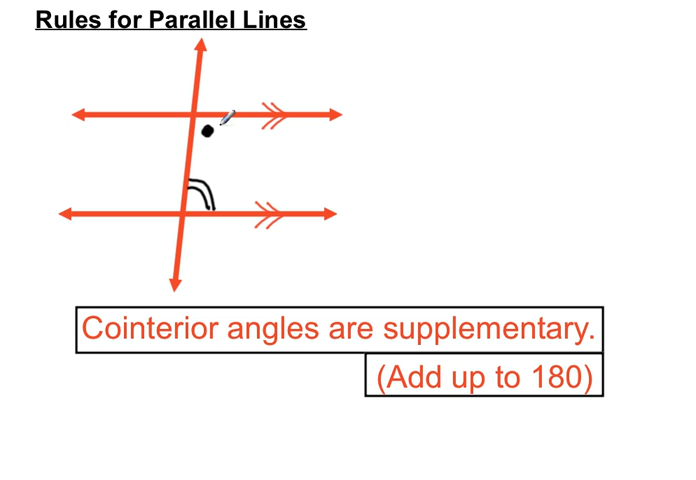 Rules for Parallel Lines
Cointerior angles are supplementary.
(Add up to 180)